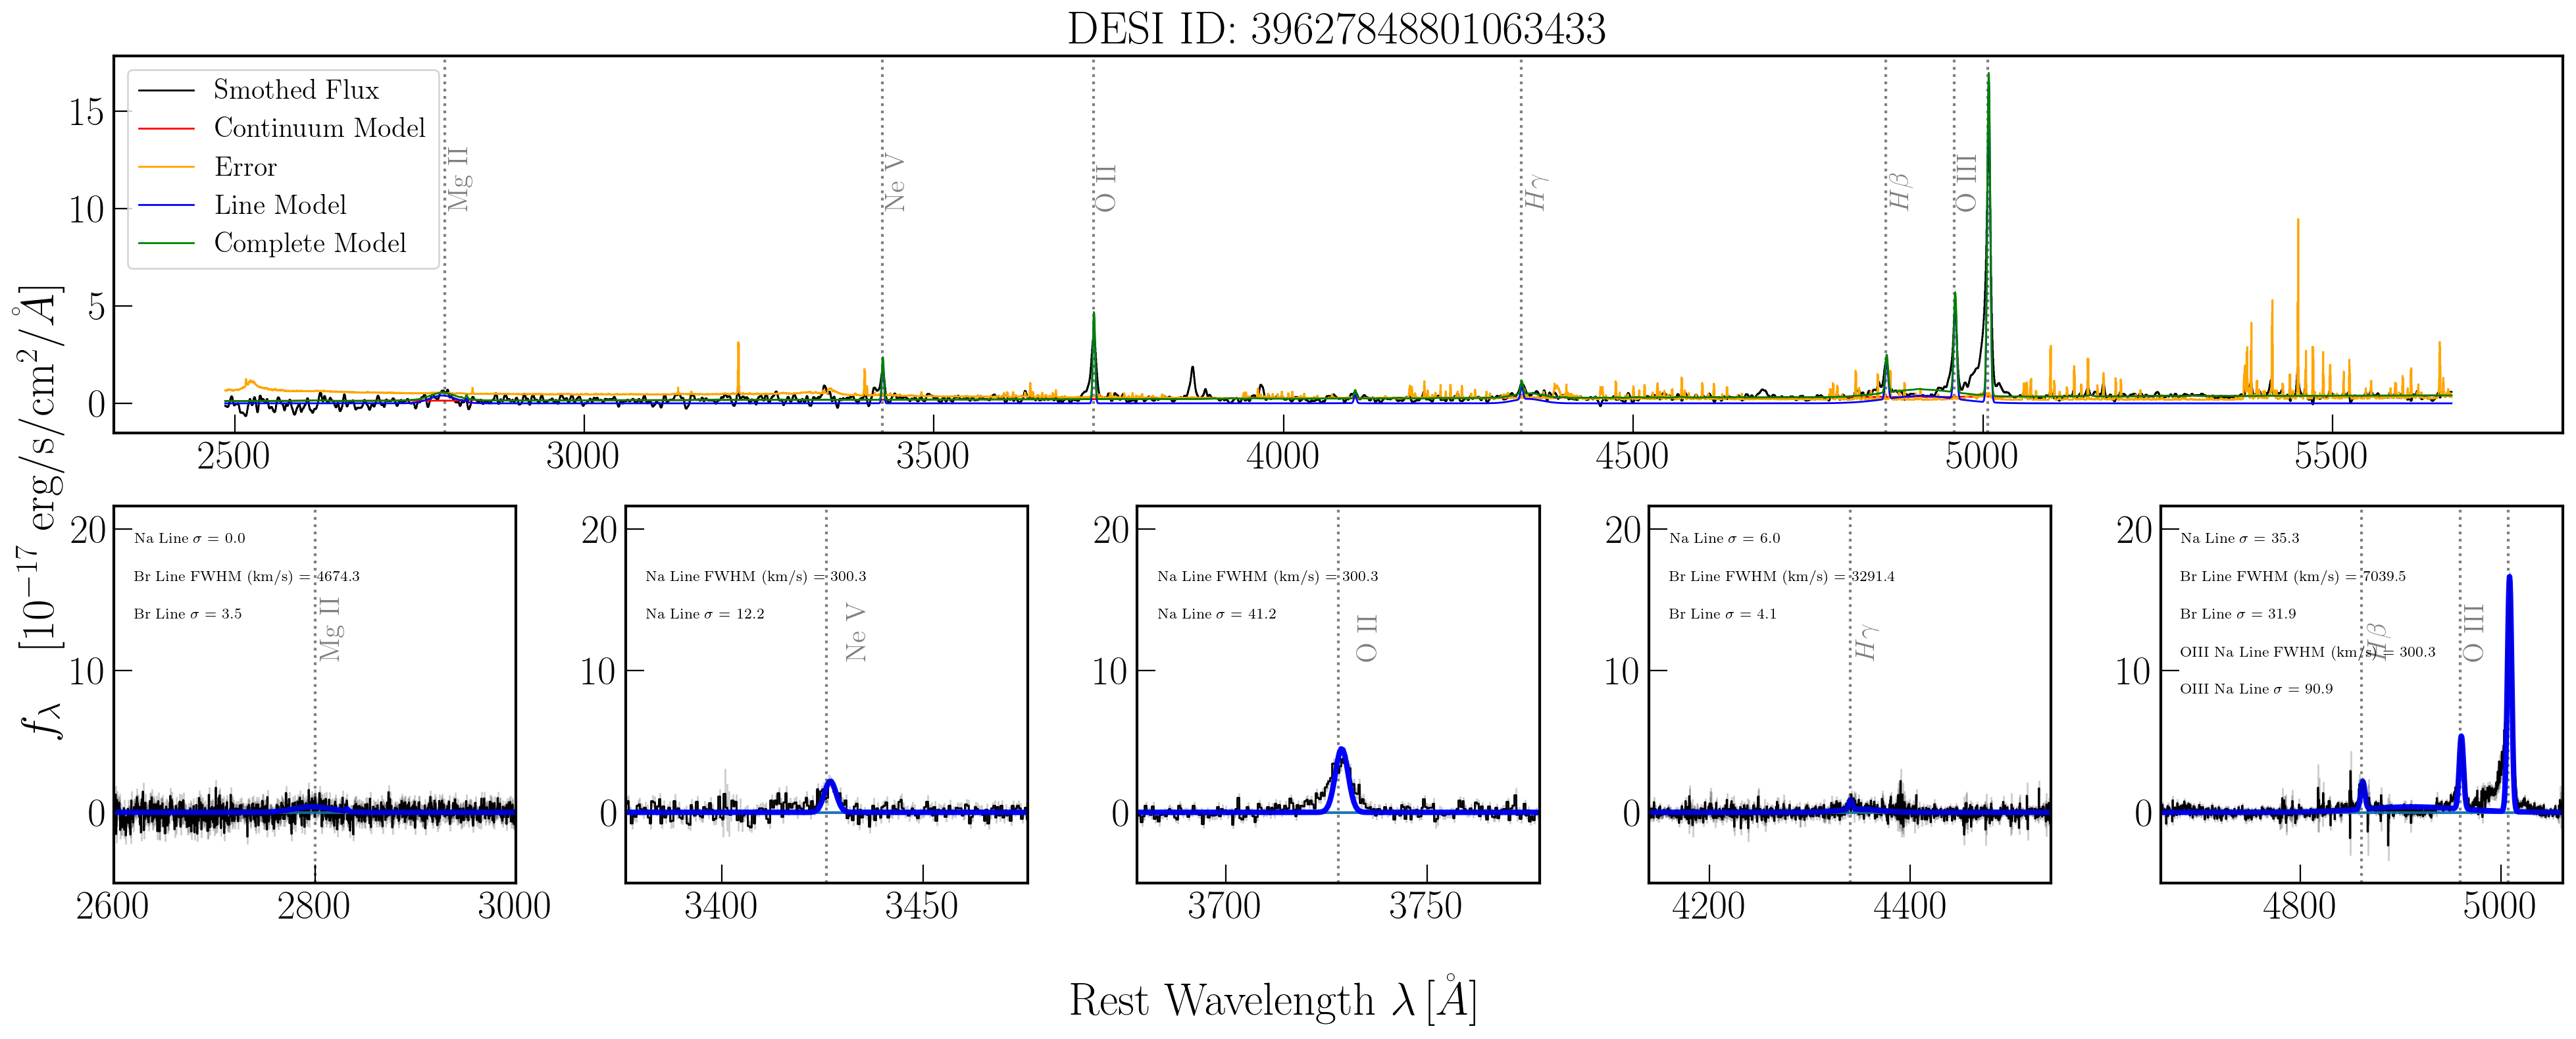 DESI ID: 39627848801063433
Smothed Flux
Continuum Model
Error
Line Model
Complete Model
Mg II
Ne V
O II
Hγ
Hβ
O III
15
10
5
0
2500 3000 3500 4000 4500 5000 5500
fλ [10⁻¹⁷ erg/s/cm²/Å]
20
10
0
Na Line σ = 0.0
Br Line FWHM (km/s) = 4674.3
Br Line σ = 3.5
Mg II
2600 2800 3000
20
10
0
Na Line FWHM (km/s) = 300.3
Na Line σ = 12.2
Ne V
3400 3450
20
10
0
Na Line FWHM (km/s) = 300.3
Na Line σ = 41.2
O II
3700 3750
20
10
0
Na Line σ = 6.0
Br Line FWHM (km/s) = 3291.4
Br Line σ = 4.1
Hγ
4200 4400
20
10
0
Na Line σ = 35.3
Br Line FWHM (km/s) = 7039.5
Br Line σ = 31.9
OIII Na Line FWHM (km/s) = 300.3
OIII Na Line σ = 90.9
Hβ
O III
4800 5000
Rest Wavelength λ [Å]